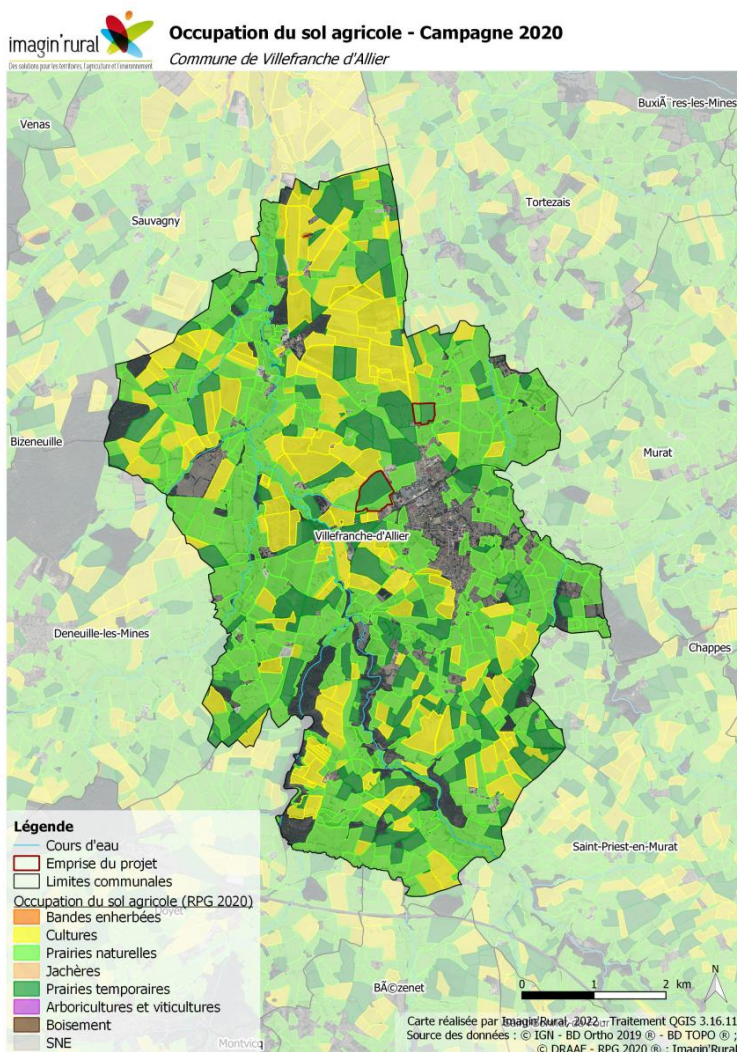 imagin'rural
Des solutions pour les territoires, l'agriculture et l'environnement
Occupation du sol agricole - Campagne 2020
Commune de Villefranche d'Allier
BuxiÃ¨res-les-Mines
Venas
Tortezais
Sauvagny
Bizeneuille
Murat
Villefranche-d'Allier
Deneuille-les-Mines
Chappes
Saint-Priest-en-Murat
Doyet
BÃ©zenet
Montvicq
Légende
Cours d'eau
Emprise du projet
Limites communales
Occupation du sol agricole (RPG 2020)
Bandes enherbées
Cultures
Prairies naturelles
Jachères
Prairies temporaires
Arboricultures et viticultures
Boisement
SNE
0 1 2 km
N
Carte réalisée par Imagin'Rural, 2022 - Traitement QGIS 3.16.11
Source des données : © IGN - BD Ortho 2019 ® - BD TOPO ® ;
© DRAAF - RPG 2020 ® ; Imagin'Rural